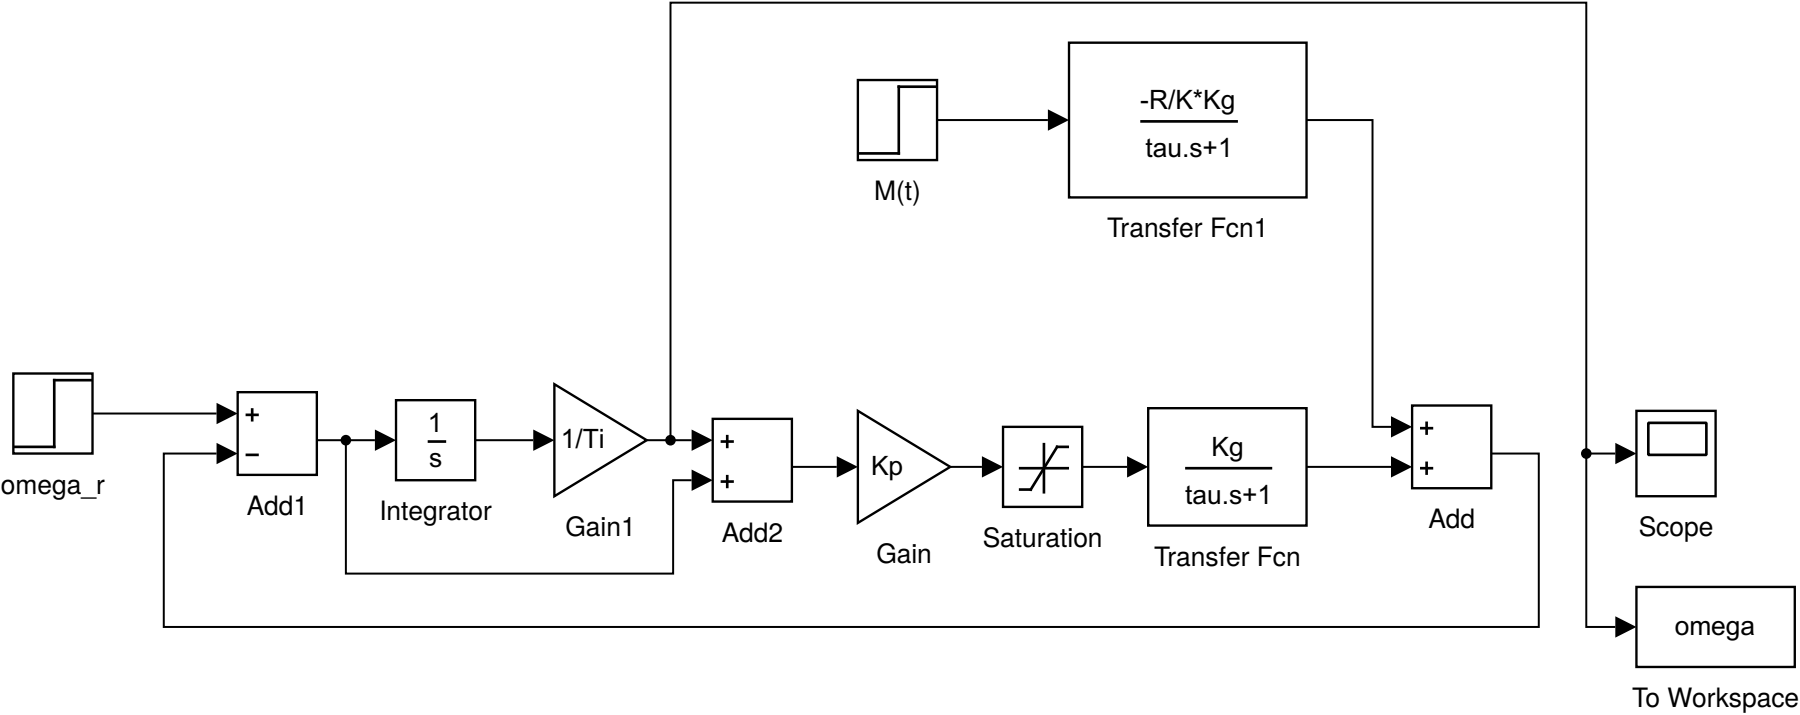 -R/K*Kg
tau.s+1
M(t)
Transfer Fcn1
omega_r
+
−
Add1
1
s
Integrator
1/Ti
Gain1
+
+
Add2
Kp
Gain
Saturation
Kg
tau.s+1
Transfer Fcn
+
+
Add
Scope
omega
To Workspace